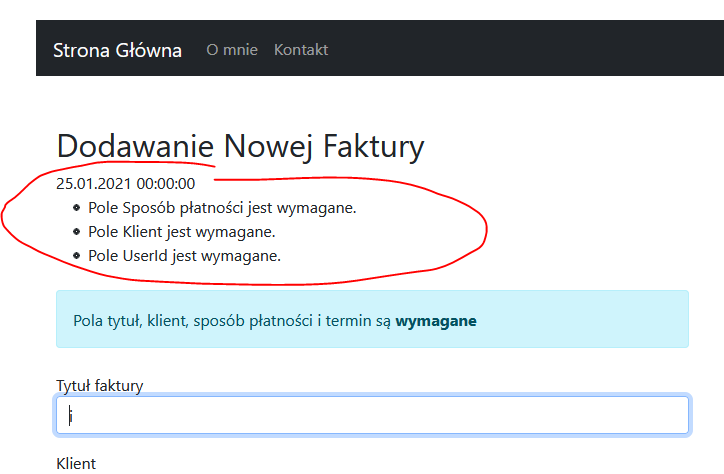 Strona Główna O mnie Kontakt
Dodawanie Nowej Faktury
25.01.2021 00:00:00
Pole Sposób płatności jest wymagane.
Pole Klient jest wymagane.
Pole UserId jest wymagane.
Pola tytuł, klient, sposób płatności i termin są wymagane
Tytuł faktury
i
Klient